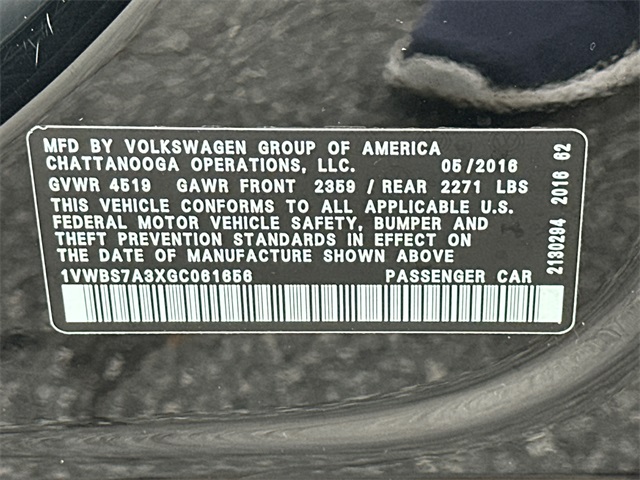 MFD BY VOLKSWAGEN GROUP OF AMERICA
CHATTANOOGA OPERATIONS, LLC. 05/2016
GVWR 4519 GAWR FRONT 2359 / REAR 2271 LBS
THIS VEHICLE CONFORMS TO ALL APPLICABLE U.S.
FEDERAL MOTOR VEHICLE SAFETY, BUMPER AND
THEFT PREVENTION STANDARDS IN EFFECT ON
THE DATE OF MANUFACTURE SHOWN ABOVE
1VWBS7A3XGC061656 PASSENGER CAR
2130294 2016 62